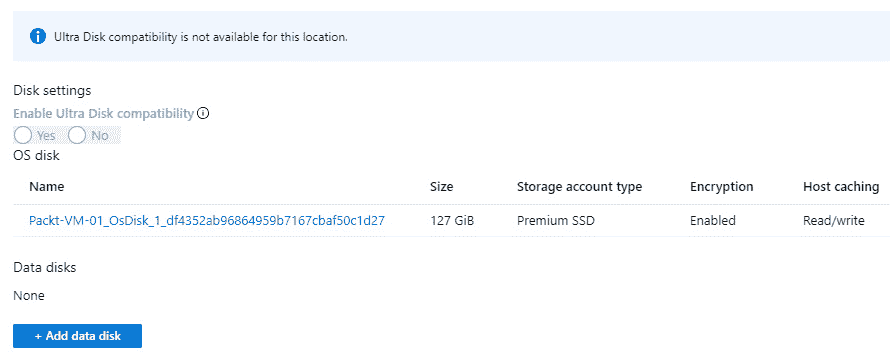 Ultra Disk compatibility is not available for this location.
Disk settings
Enable Ultra Disk compatibility
Yes No
OS disk
Name Size Storage account type Encryption Host caching
Packt-VM-01_OsDisk_1_df4352ab96864959b7167cbaf50c1d27 127 GiB Premium SSD Enabled Read/write
Data disks
None
+ Add data disk